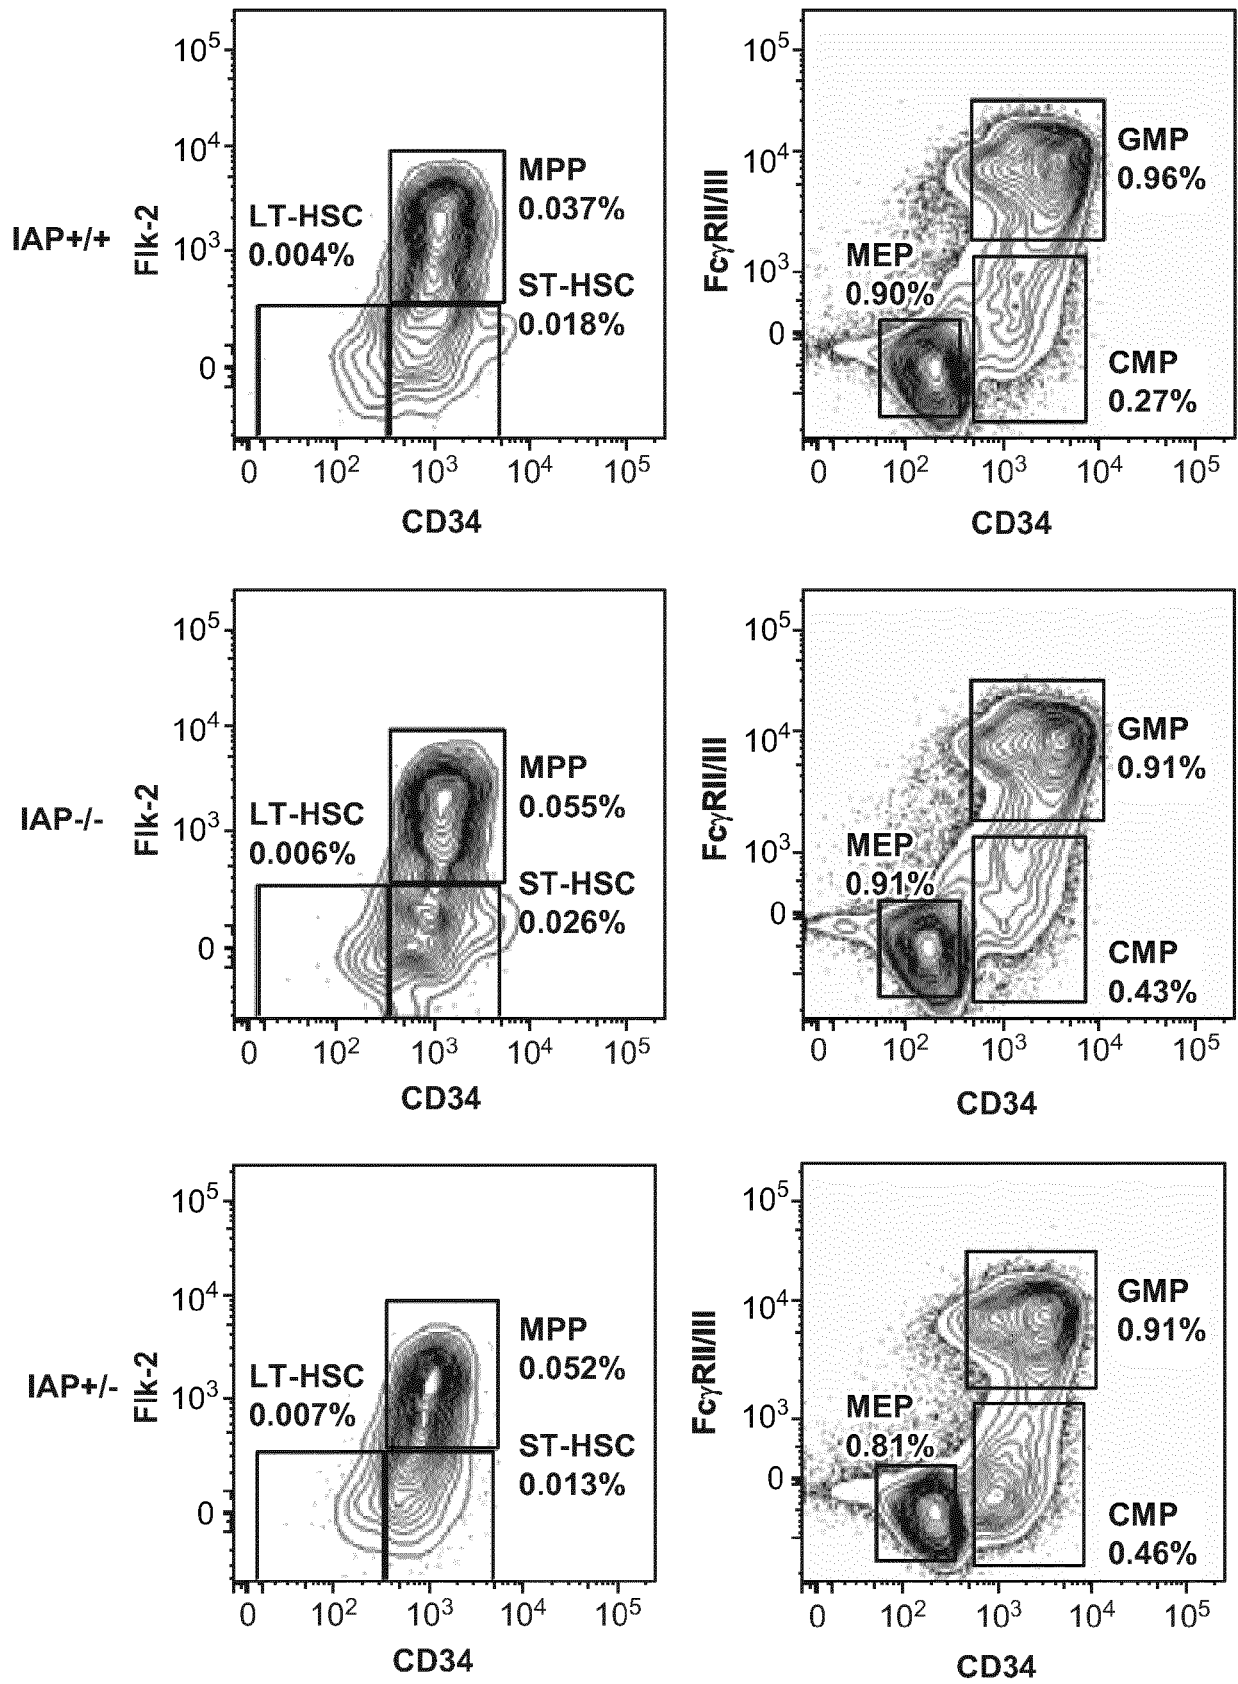 IAP+/+
Flk-2
10⁵
10⁴
10³
0
LT-HSC
0.004%
MPP
0.037%
ST-HSC
0.018%
0
10²
10³
10⁴
10⁵
CD34
FcγRII/III
10⁵
10⁴
10³
0
GMP
0.96%
MEP
0.90%
CMP
0.27%
0
10²
10³
10⁴
10⁵
CD34
IAP-/-
Flk-2
10⁵
10⁴
10³
0
LT-HSC
0.006%
MPP
0.055%
ST-HSC
0.026%
0
10²
10³
10⁴
10⁵
CD34
FcγRII/III
10⁵
10⁴
10³
0
GMP
0.91%
MEP
0.91%
CMP
0.43%
0
10²
10³
10⁴
10⁵
CD34
IAP+/-
Flk-2
10⁵
10⁴
10³
0
LT-HSC
0.007%
MPP
0.052%
ST-HSC
0.013%
0
10²
10³
10⁴
10⁵
CD34
FcγRII/III
10⁵
10⁴
10³
0
GMP
0.91%
MEP
0.81%
CMP
0.46%
0
10²
10³
10⁴
10⁵
CD34